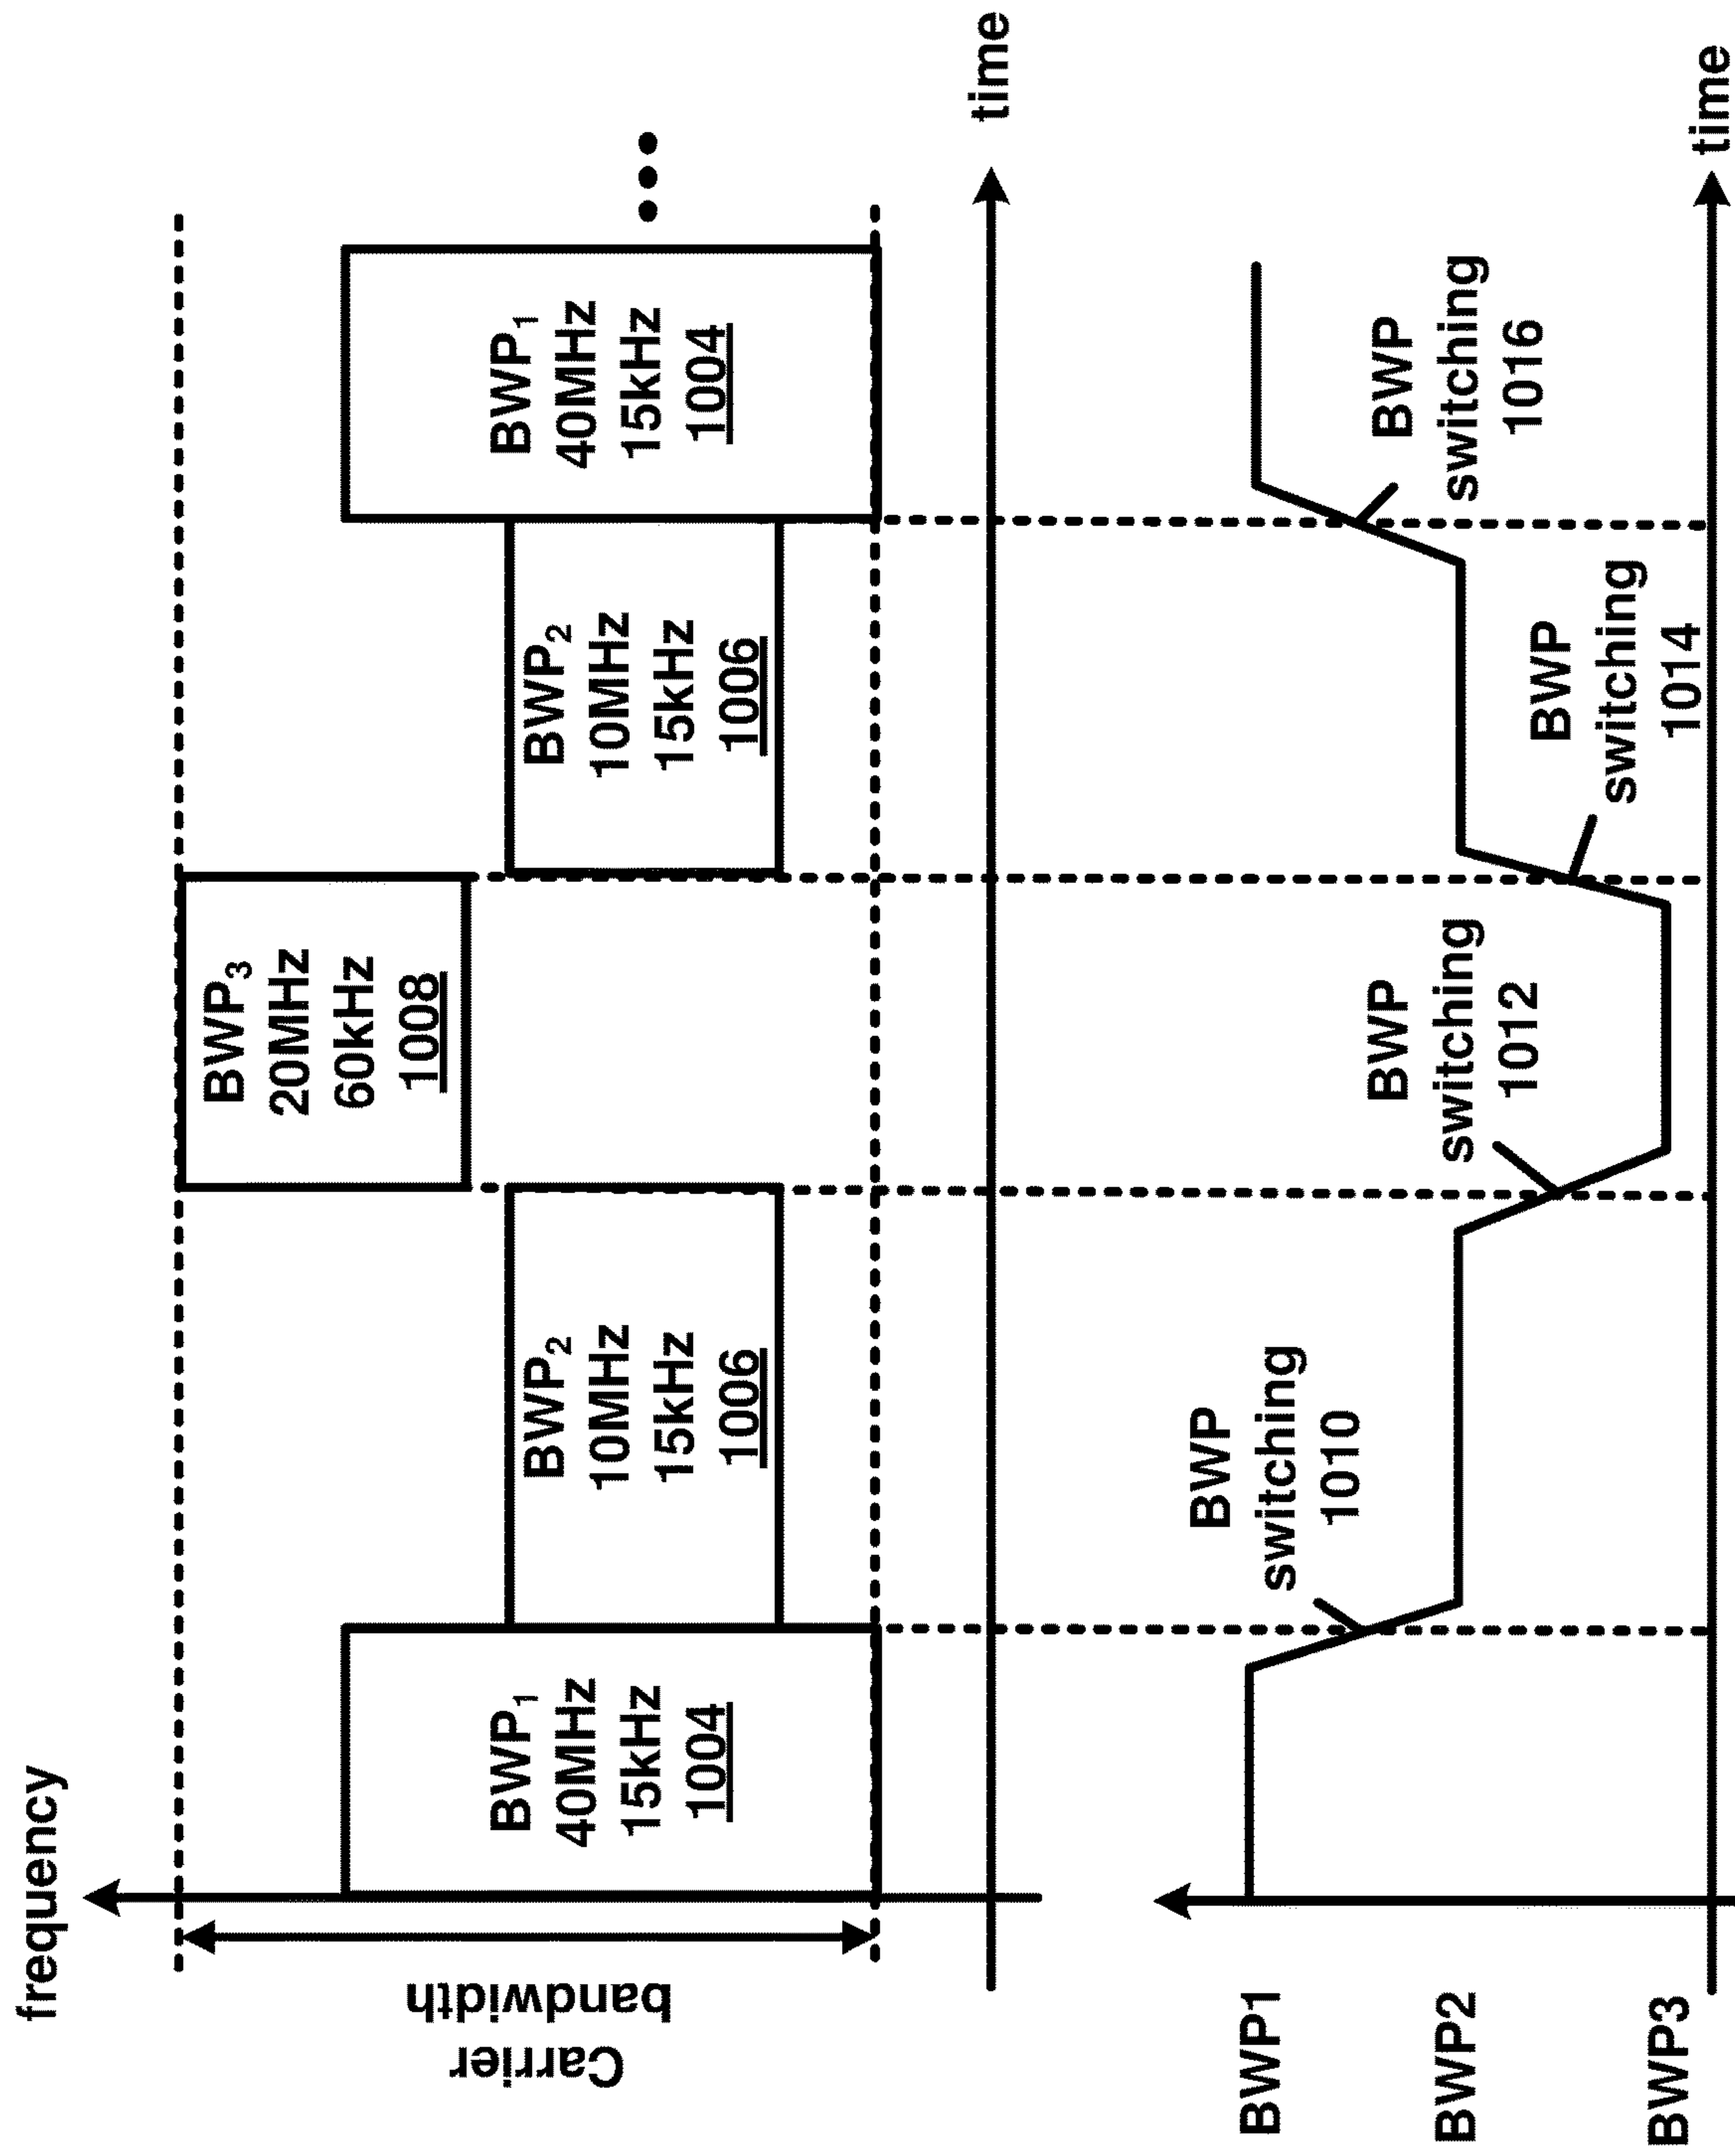 frequency
Carrier
bandwidth
BWP1
40MHz
15kHz
1004
BWP2
10MHz
15kHz
1006
BWP3
20MHz
60kHz
1008
BWP2
10MHz
15kHz
1006
BWP1
40MHz
15kHz
1004
time
BWP1
BWP2
BWP3
BWP
switching
1010
BWP
switching
1012
BWP
switching
1014
BWP
switching
1016
time